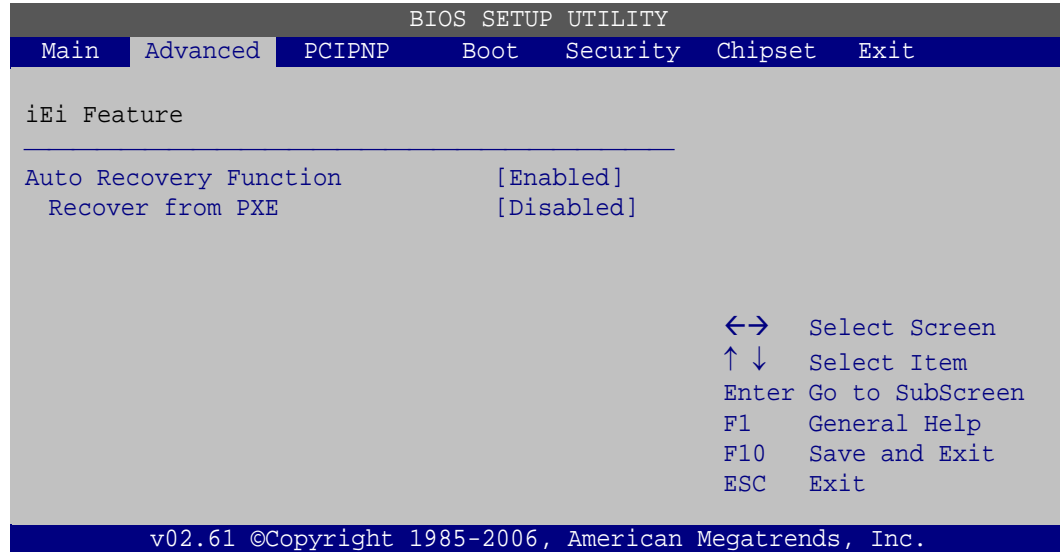 BIOS SETUP UTILITY
Main Advanced PCIPNP Boot Security Chipset Exit
iEi Feature
Auto Recovery Function [Enabled]
Recover from PXE [Disabled]
←→ Select Screen
↑ ↓ Select Item
Enter Go to SubScreen
F1 General Help
F10 Save and Exit
ESC Exit
v02.61 ©Copyright 1985-2006, American Megatrends, Inc.